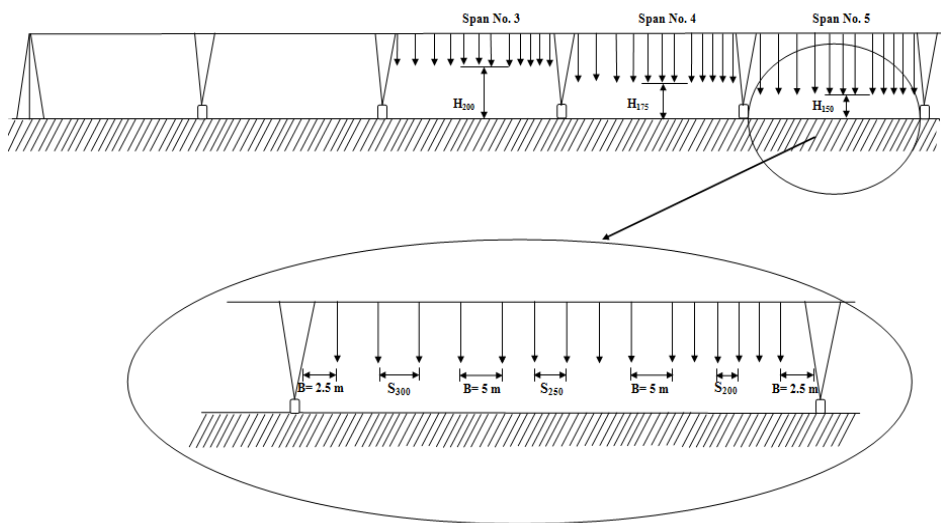 Span No. 3
Span No. 4
Span No. 5
H₂₀₀
H₁₇₅
H₁₅₀
B= 2.5 m
S₃₀₀
B= 5 m
S₂₅₀
B= 5 m
S₂₀₀
B= 2.5 m